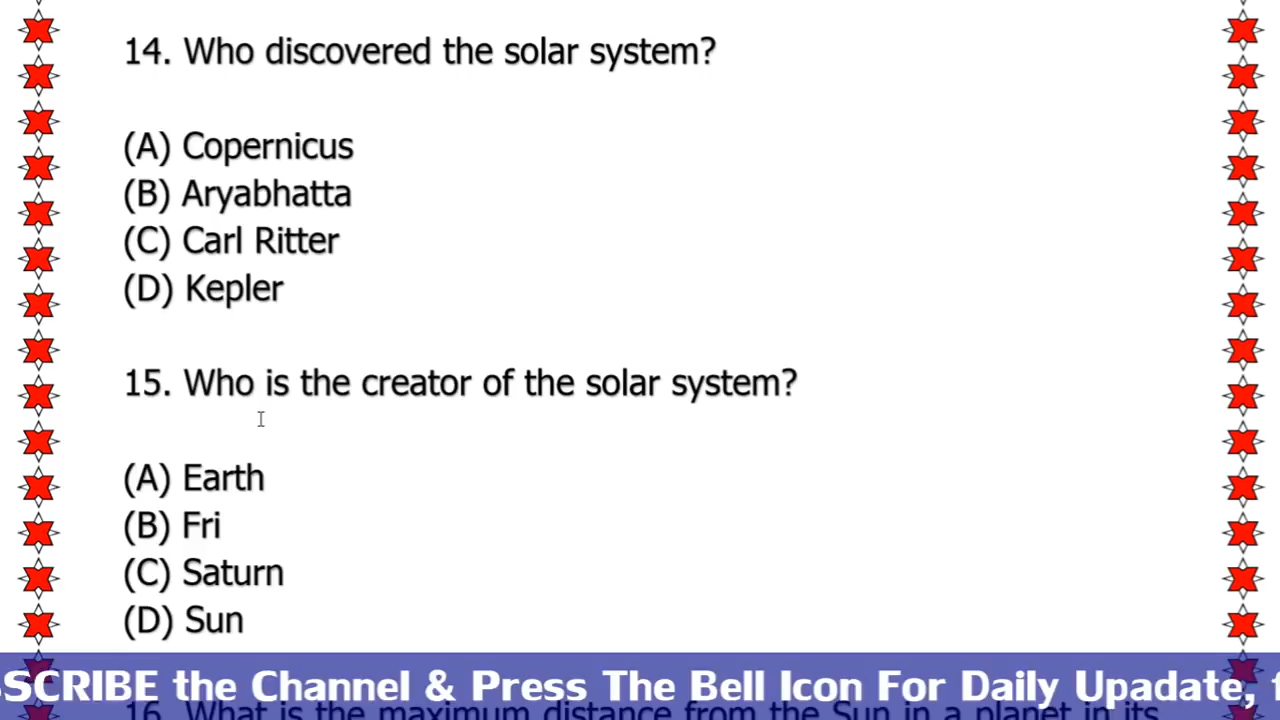 14. Who discovered the solar system?
(A) Copernicus
(B) Aryabhatta
(C) Carl Ritter
(D) Kepler
15. Who is the creator of the solar system?
(A) Earth
(B) Fri
(C) Saturn
(D) Sun
SCRIBE the Channel & Press The Bell Icon For Daily Upadate,
16. What is the maximum distance from the Sun in a planet in its